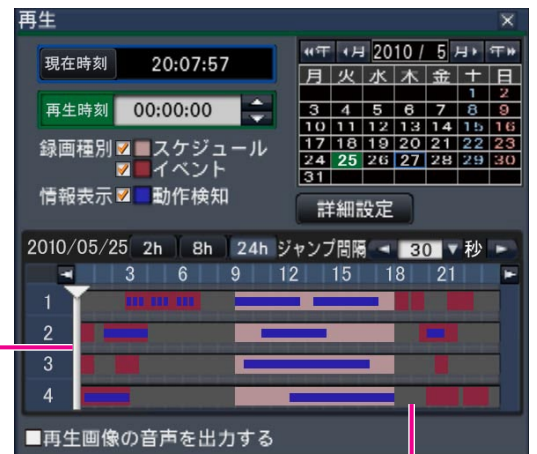 再生
現在時刻 20:07:57
再生時刻 00:00:00
録画種別 スケジュール
イベント
情報表示 動作検知
年 月 2010 / 5 月 年
月 火 水 木 金 土 日
1 2
3 4 5 6 7 8 9
10 11 12 13 14 15 16
17 18 19 20 21 22 23
24 25 26 27 28 29 30
31
詳細設定
2010/05/25 2h 8h 24h ジャンプ間隔 30 秒
3 6 9 12 15 18 21
1
2
3
4
再生画像の音声を出力する